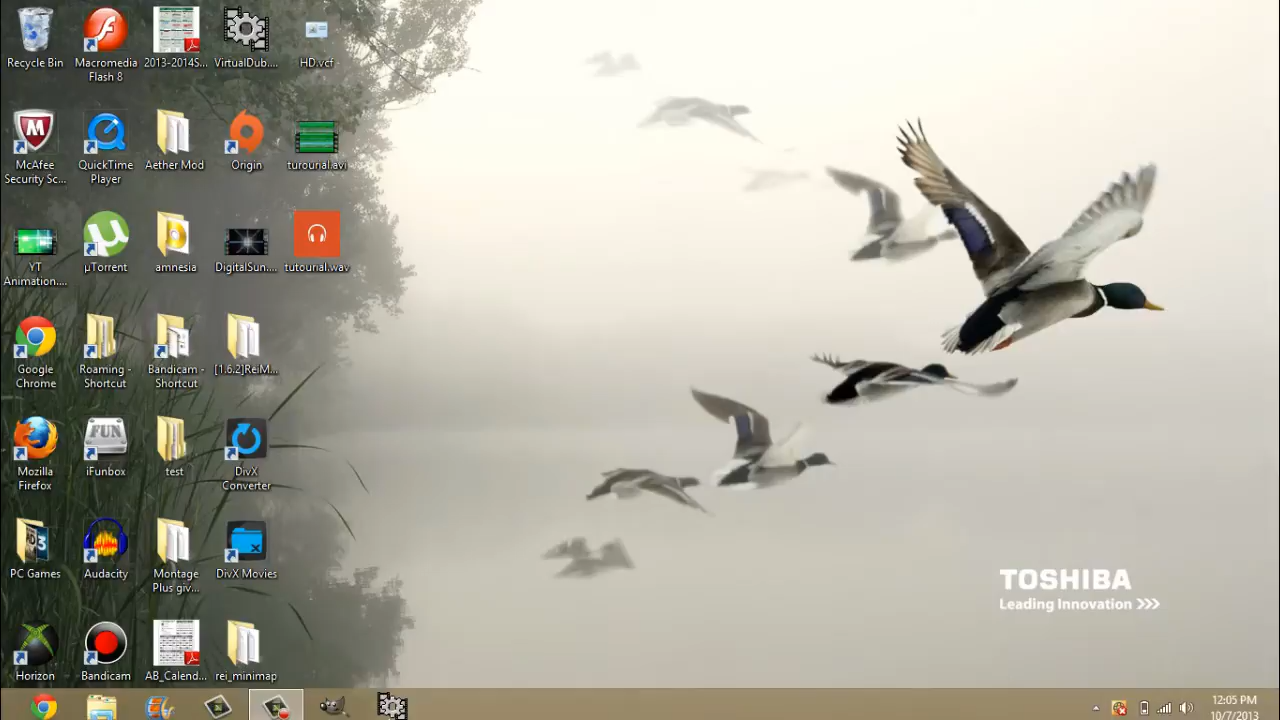 Recycle Bin
Macromedia
Flash 8
2013-2014S...
VirtualDub....
HD.vcf
McAfee
Security Sc...
QuickTime
Player
Aether Mod
Origin
turourial.avi
YT
Animation....
µTorrent
amnesia
DigitalSun....
tutourial.wav
Google
Chrome
Roaming -
Shortcut
Bandicam -
Shortcut
[1.6.2]ReiM...
Mozilla
Firefox
FUN
iFunbox
test
DivX
Converter
PC Games
Audacity
Montage
Plus giv...
DivX Movies
Horizon
Bandicam
AB_Calend...
rei_minimap
TOSHIBA
Leading Innovation >>>
12:05 PM
10/7/2013